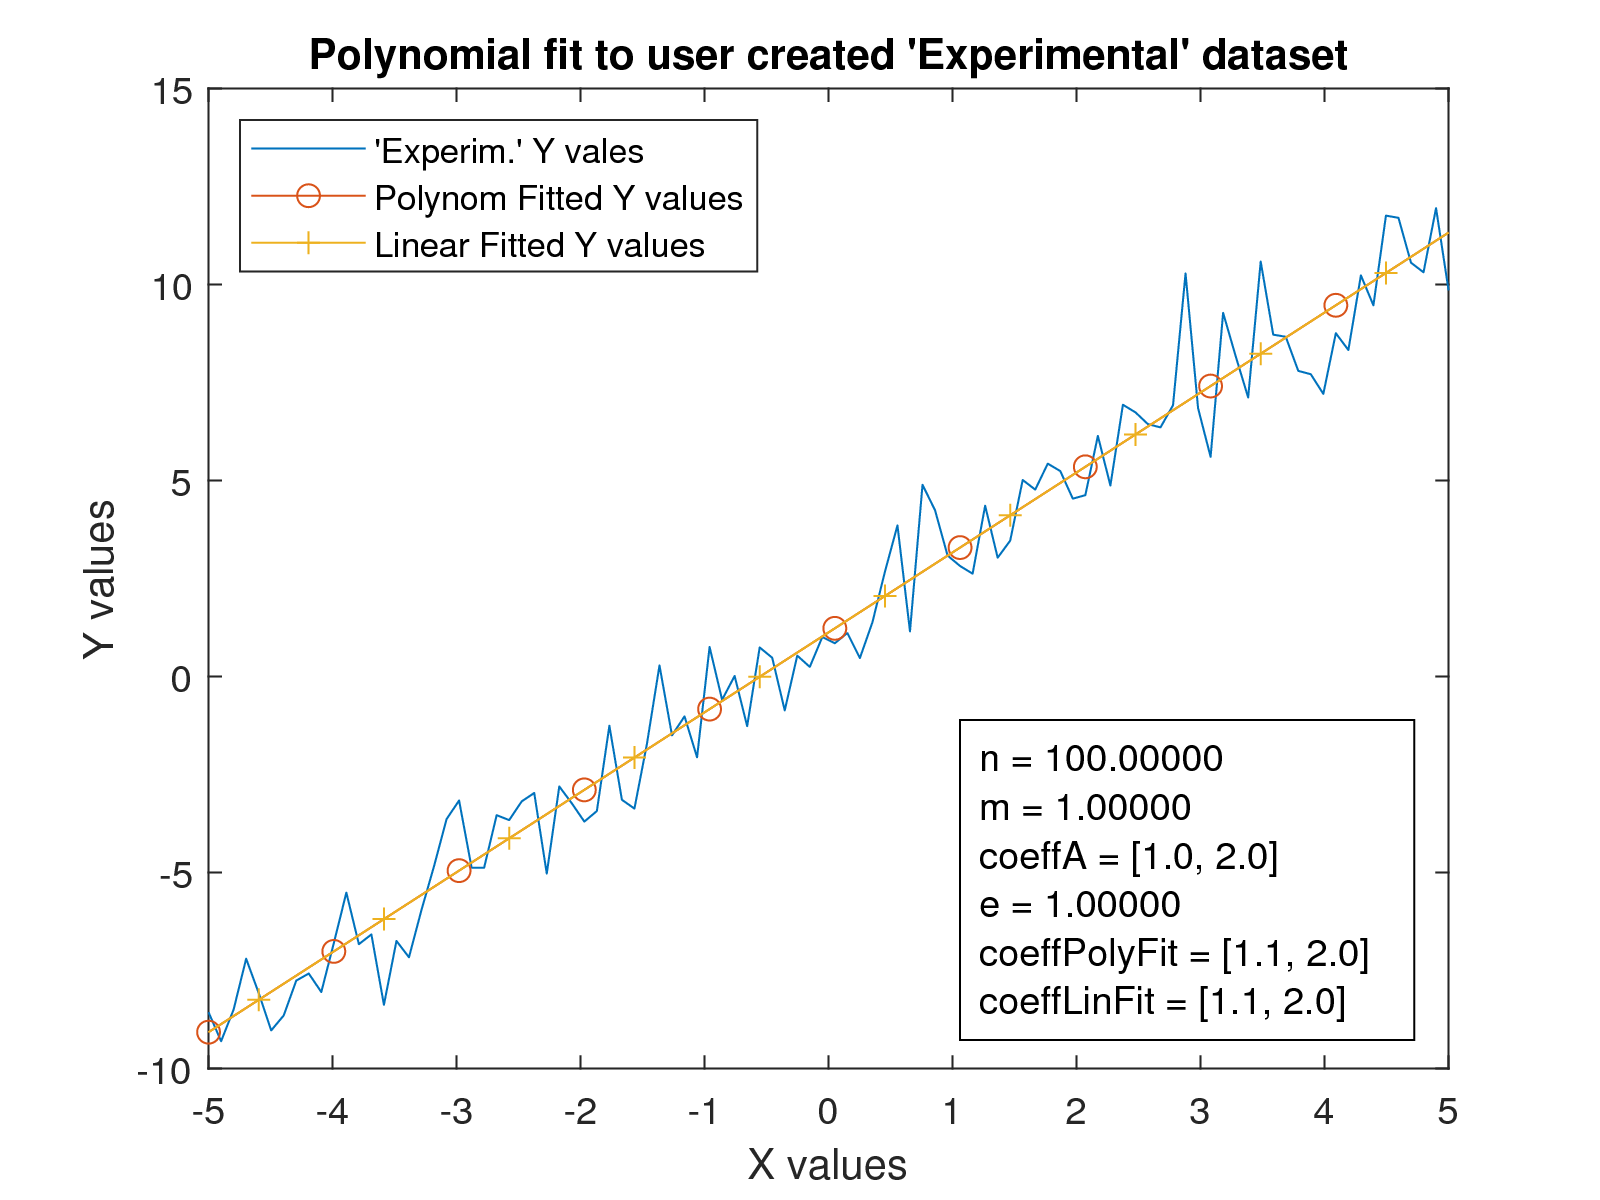 Polynomial fit to user created 'Experimental' dataset
15
10
5
0
-5
-10
Y values
'Experim.' Y vales
Polynom Fitted Y values
Linear Fitted Y values
n = 100.00000
m = 1.00000
coeffA = [1.0, 2.0]
e = 1.00000
coeffPolyFit = [1.1, 2.0]
coeffLinFit = [1.1, 2.0]
-5 -4 -3 -2 -1 0 1 2 3 4 5
X values